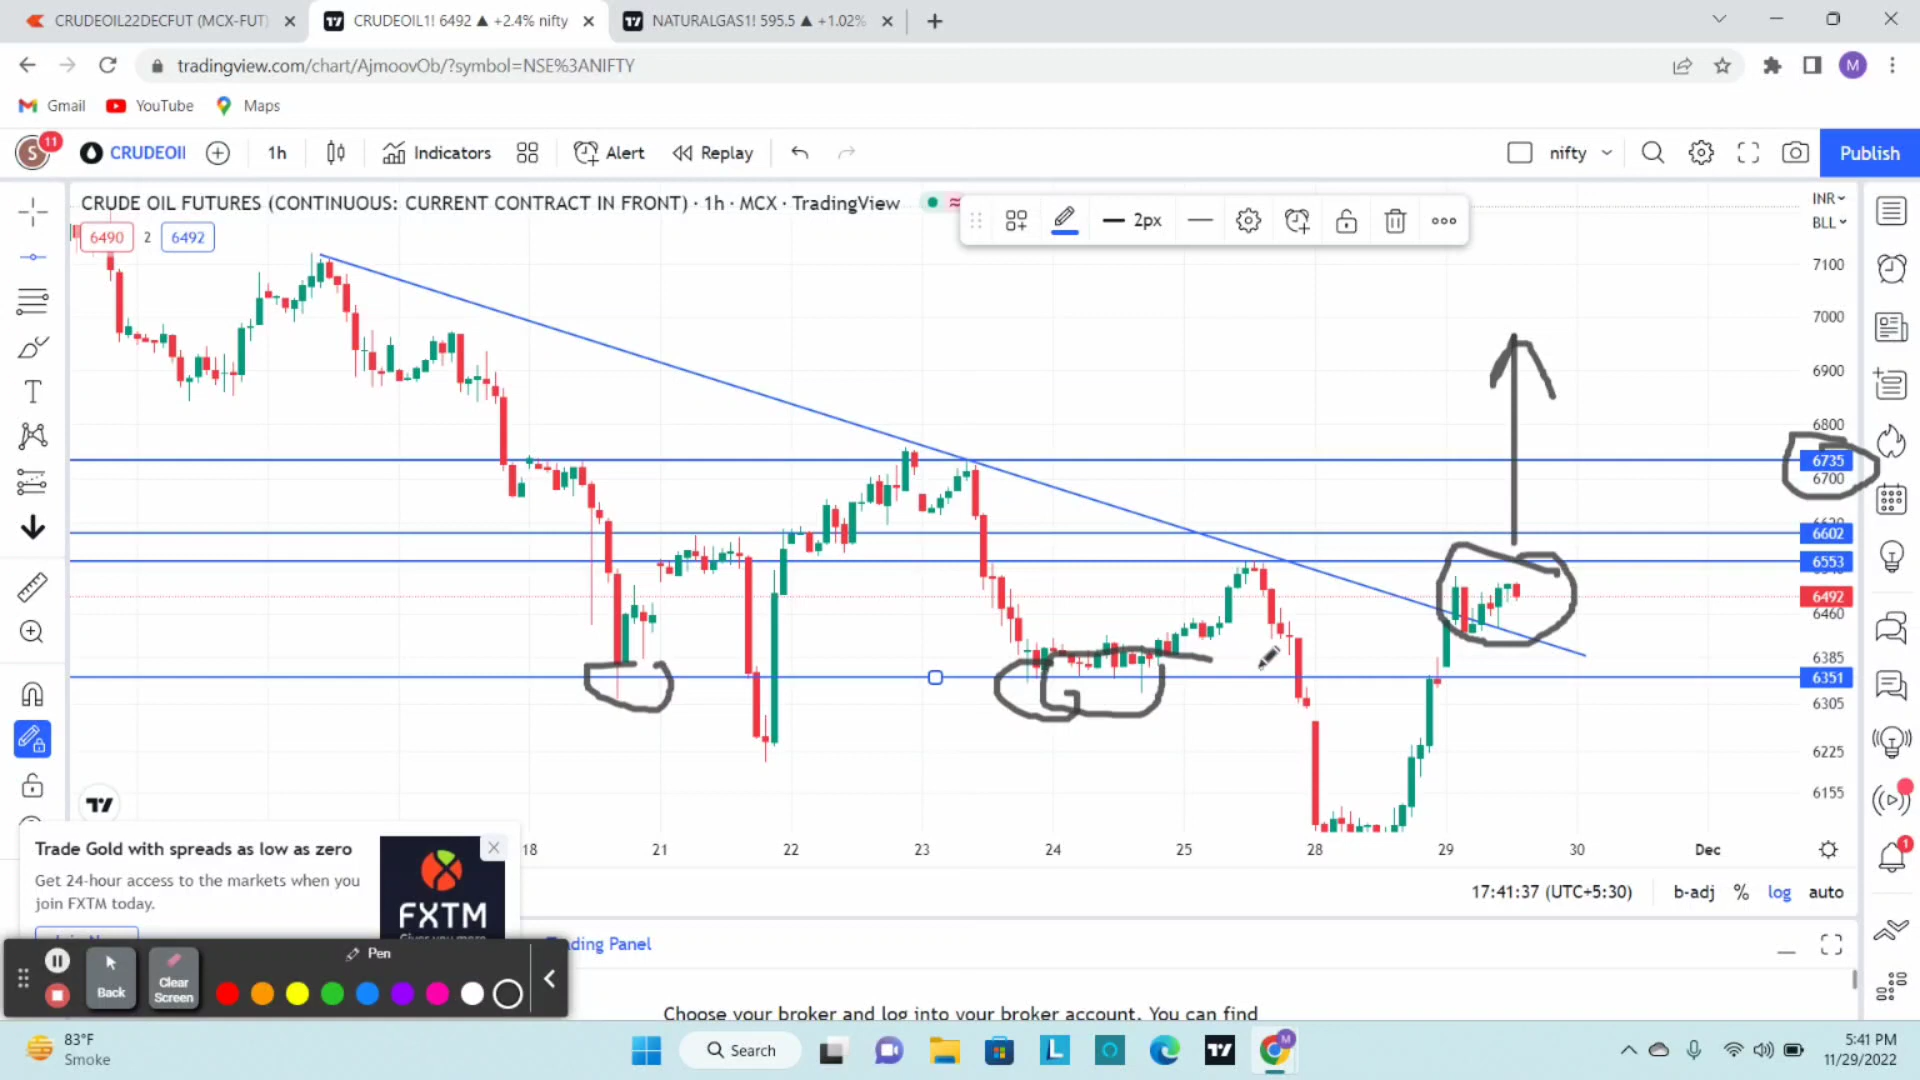 CRUDEOIL22DECFUT (MCX-FUT)
CRUDEOIL1! 6492 ▲ +2.4% nifty
NATURALGAS1! 595.5 ▲ +1.02%
tradingview.com/chart/AjmoovOb/?symbol=NSE%3ANIFTY
M
Gmail
YouTube
Maps
S
11
CRUDEOIl
1h
Indicators
Alert
Replay
nifty
Publish
CRUDE OIL FUTURES (CONTINUOUS: CURRENT CONTRACT IN FRONT) · 1h · MCX · TradingView
2px
INR
BLL
6490
2
6492
7100
7000
6900
6800
6735
6700
6602
6553
6492
6460
6385
6351
6305
6225
6155
18
21
22
23
24
25
28
29
30
Dec
17:41:37 (UTC+5:30)
b-adj
%
log
auto
Trade Gold with spreads as low as zero
Get 24-hour access to the markets when you
join FXTM today.
FXTM
1
Trading Panel
Choose your broker and log into your broker account. You can find
Pen
Back
Clear
Screen
83°F
Smoke
Search
M
5:41 PM
11/29/2022